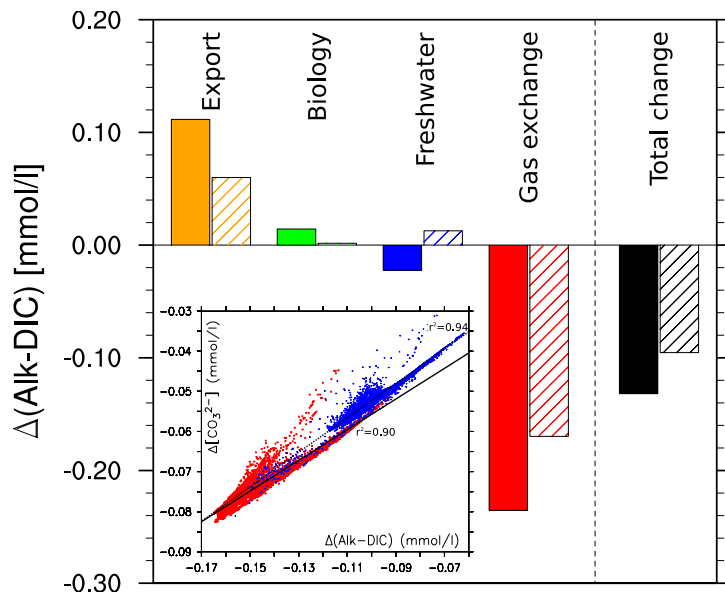 0.20
0.10
0.00
-0.10
-0.20
-0.30
Δ(Alk-DIC) [mmol/l]
Export
Biology
Freshwater
Gas exchange
Total change
-0.03
-0.04
-0.05
-0.06
-0.07
-0.08
-0.09
Δ[CO₃²⁻] (mmol/l)
r²=0.94
r²=0.90
Δ(Alk-DIC) (mmol/l)
-0.17 -0.15 -0.13 -0.11 -0.09 -0.07